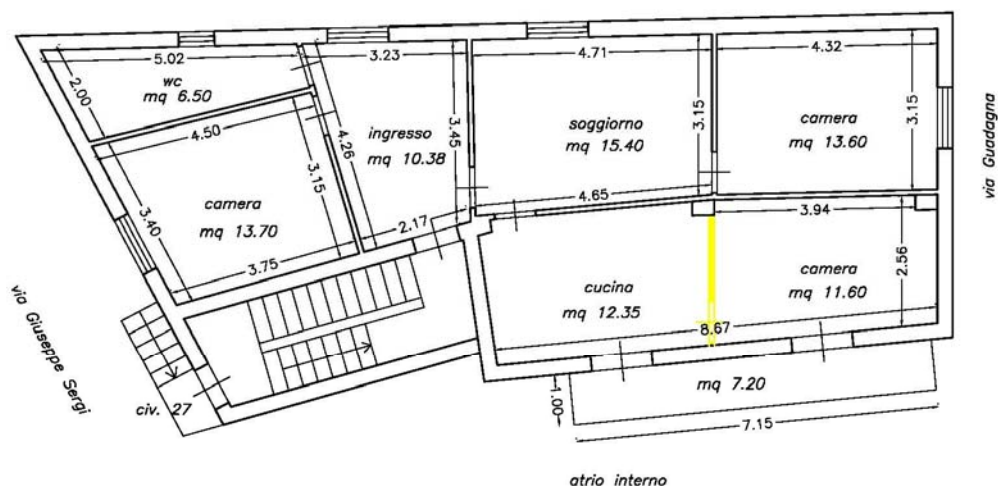 5.02
3.23
4.71
4.32
wc
mq 6.50
2.00
4.50
4.26
3.15
ingresso
mq 10.38
3.45
soggiorno
mq 15.40
3.15
camera
mq 13.60
3.15
via Guadagna
camera
mq 13.70
3.40
3.75
2.17
4.65
3.94
2.56
cucina
mq 12.35
camera
mq 11.60
8.67
via Giuseppe Sergi
civ. 27
1.00
mq 7.20
7.15
atrio interno